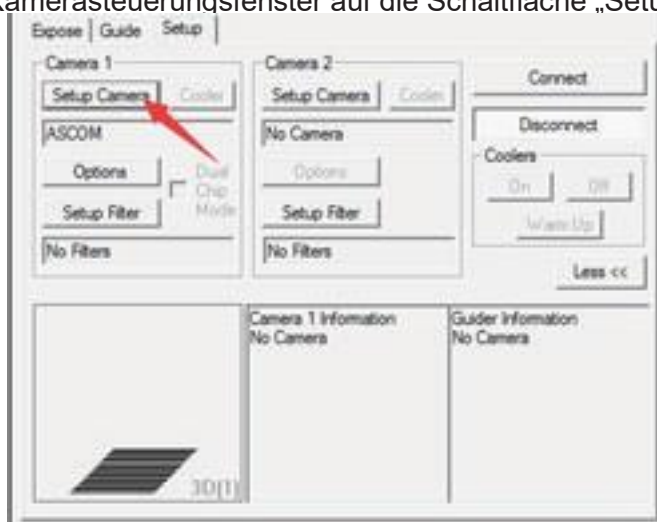 Kamerasteuerungsfenster auf die Schaltfläche „Setu
Expose Guide Setup
Camera 1
Setup Camera Cooler
ASCOM
Options
Dual
Chip
Mode
Setup Filter
No Filters
Camera 2
Setup Camera Cooler
No Camera
Options
Setup Filter
No Filters
Connect
Disconnect
Coolers
On Off
Warm Up
Less <<
Camera 1 Information
No Camera
Guider Information
No Camera
3D[1]